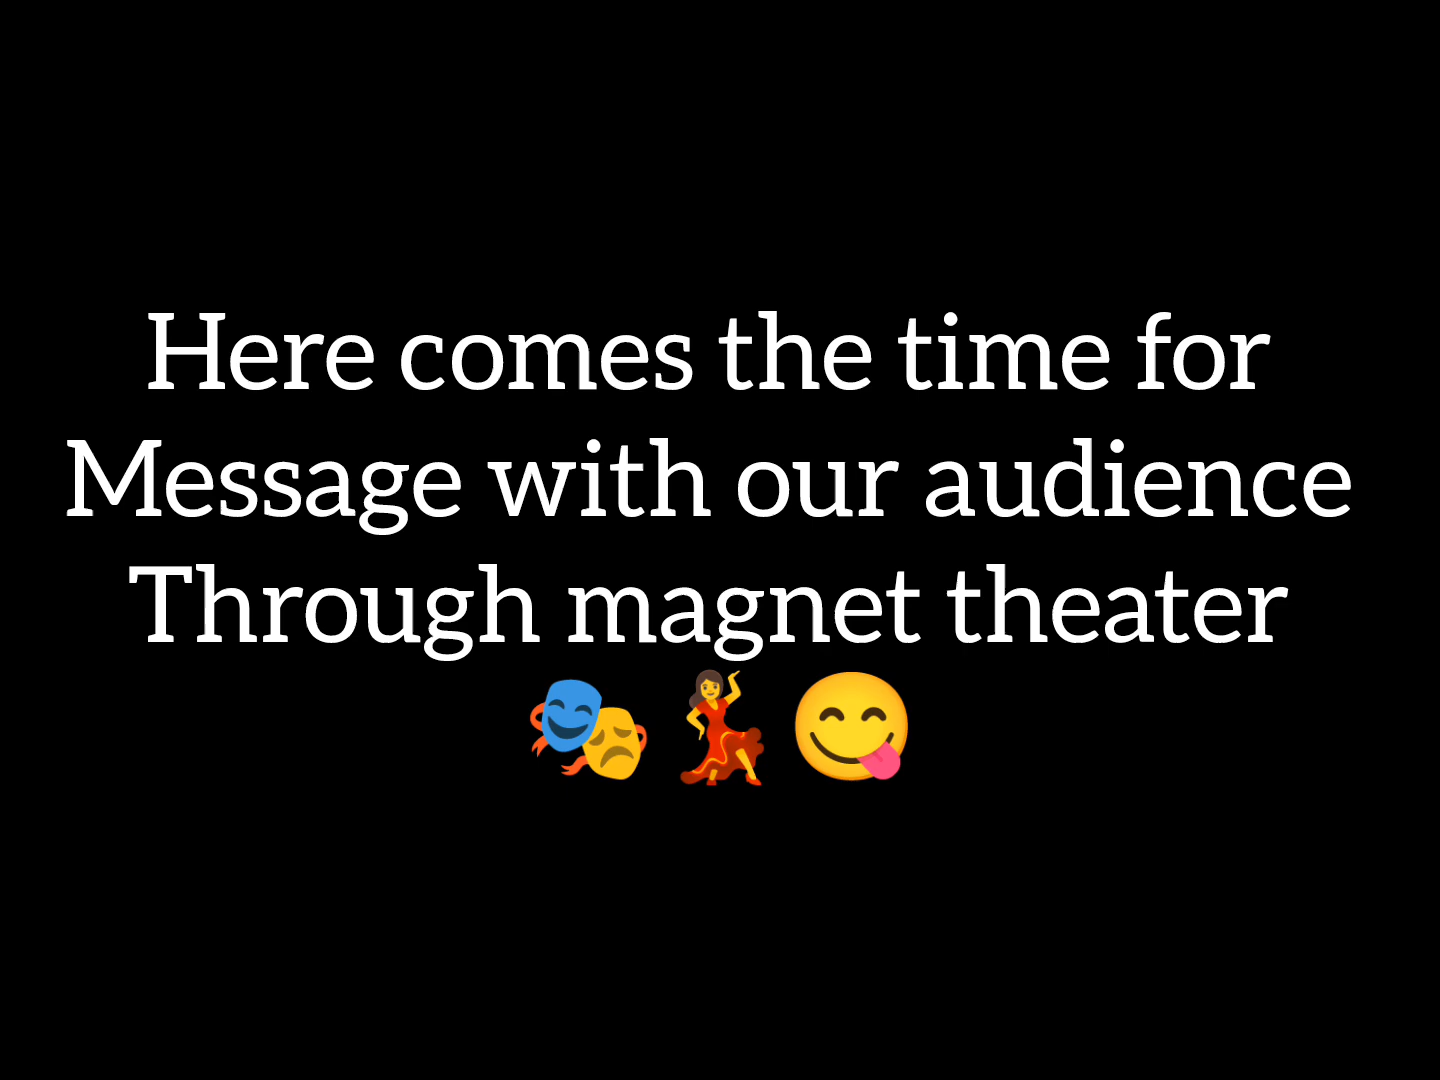 Here comes the time for
Message with our audience
Through magnet theater
🎭💃😋